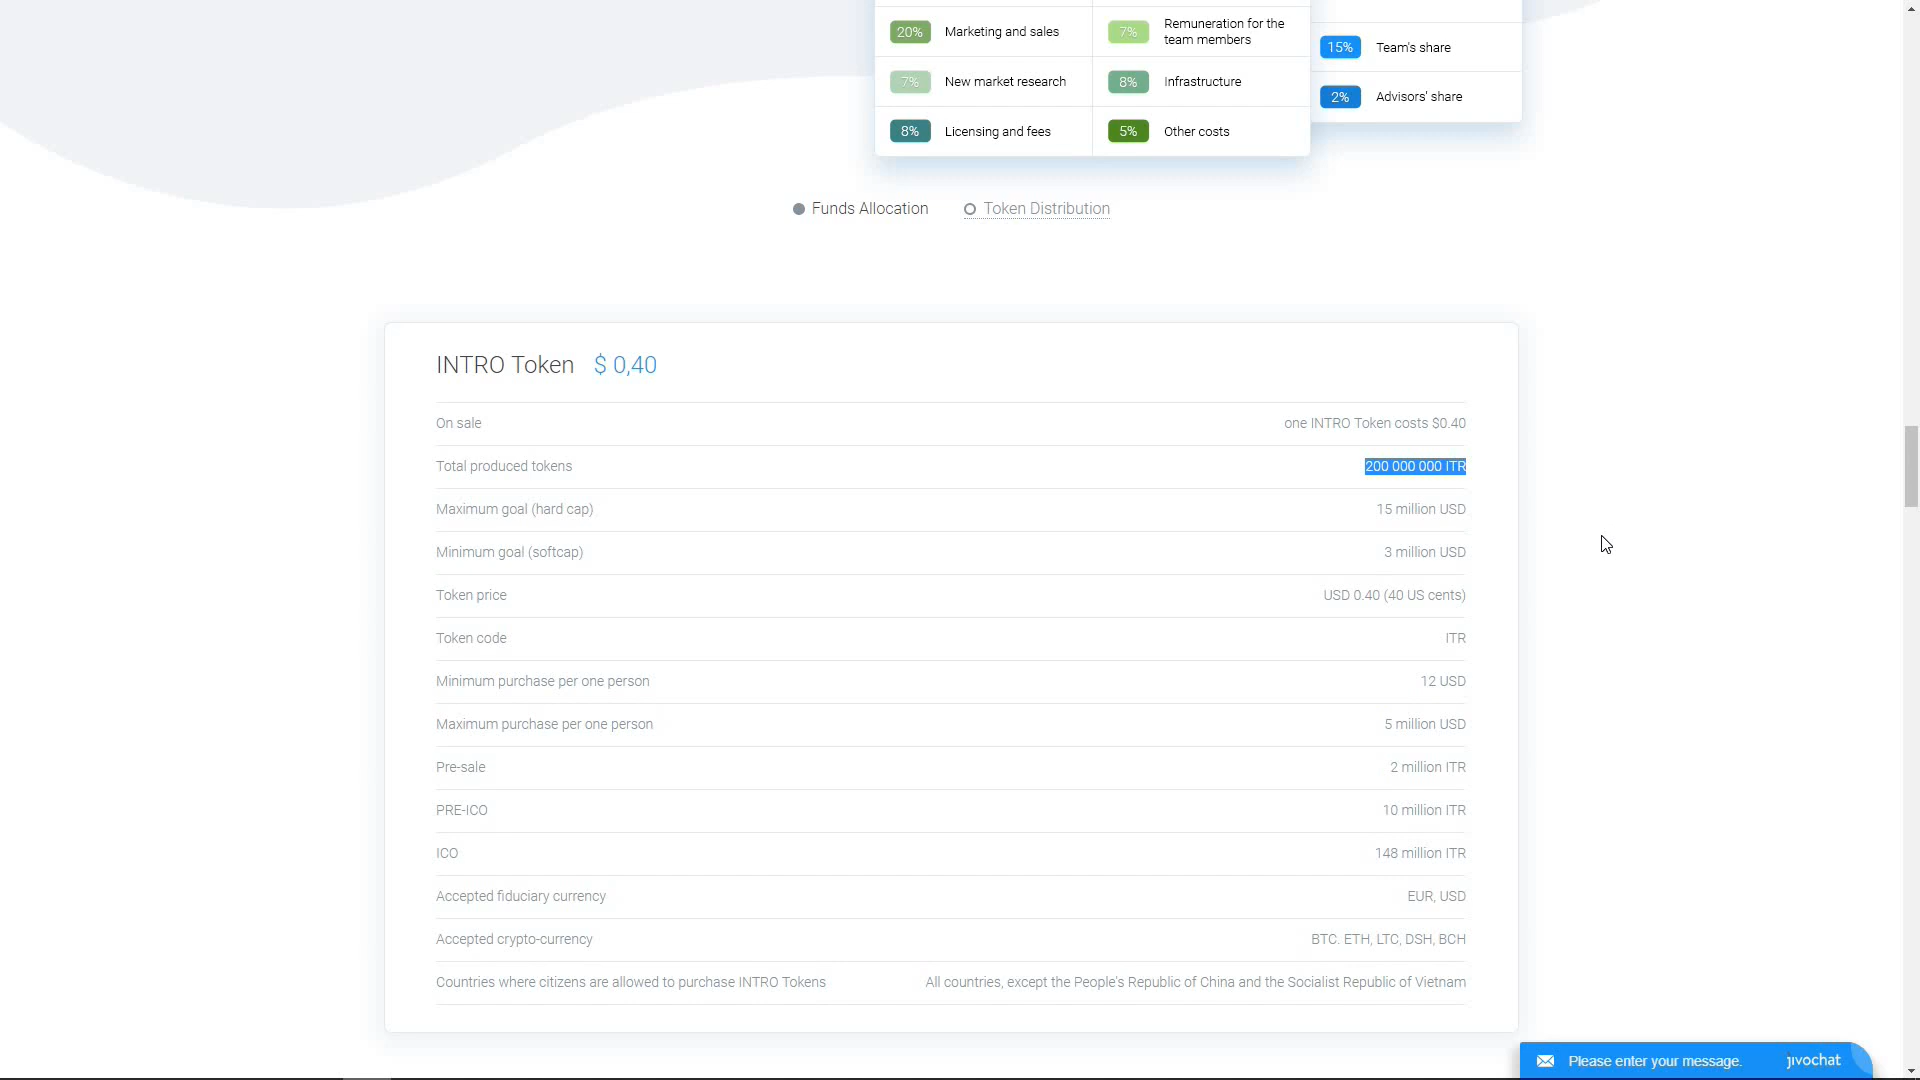 20% Marketing and sales
7% Remuneration for the
team members
15% Team's share
7% New market research
8% Infrastructure
2% Advisors' share
8% Licensing and fees
5% Other costs
Funds Allocation
Token Distribution
INTRO Token $ 0,40
On sale one INTRO Token costs $0.40
Total produced tokens 200 000 000 ITR
Maximum goal (hard cap) 15 million USD
Minimum goal (softcap) 3 million USD
Token price USD 0.40 (40 US cents)
Token code ITR
Minimum purchase per one person 12 USD
Maximum purchase per one person 5 million USD
Pre-sale 2 million ITR
PRE-ICO 10 million ITR
ICO 148 million ITR
Accepted fiduciary currency EUR, USD
Accepted crypto-currency BTC. ETH, LTC, DSH, BCH
Countries where citizens are allowed to purchase INTRO Tokens All countries, except the People's Republic of China and the Socialist Republic of Vietnam
Please enter your message. jivochat